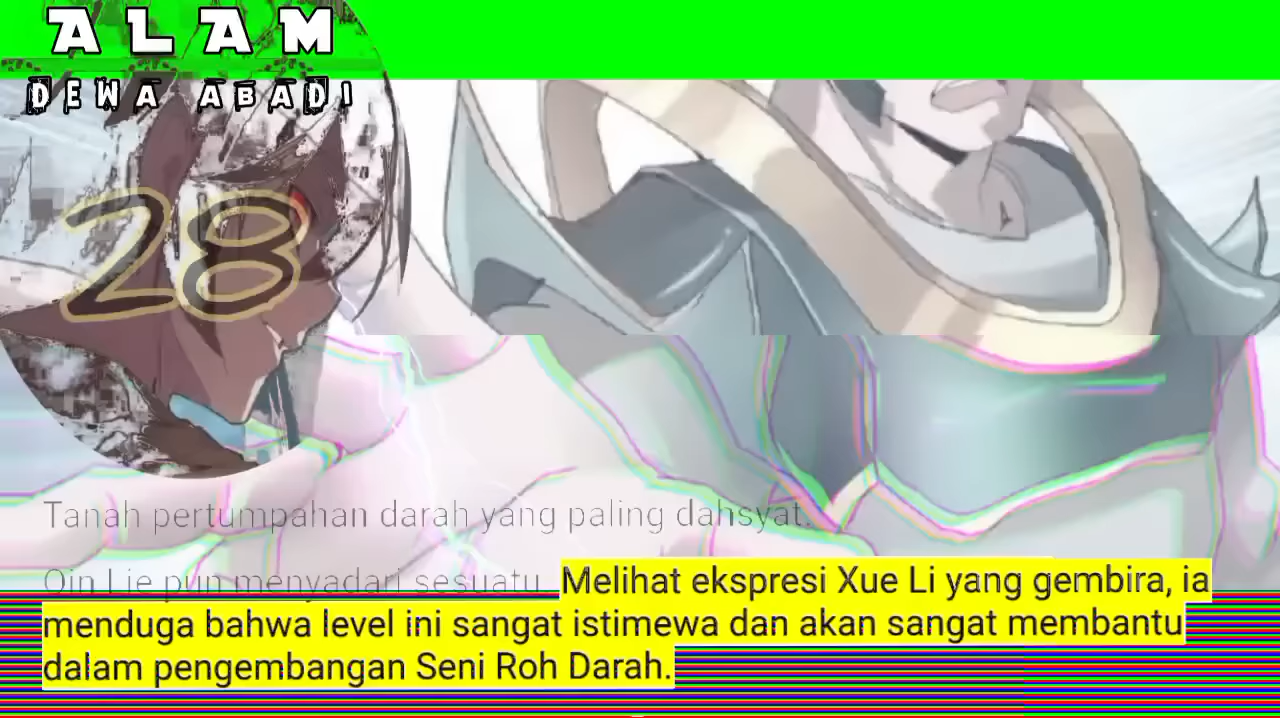 ALAM
DEWA ABADI
28
Tanah pertumpahan darah yang paling dahsyat.
Qin Lie pun menyadari sesuatu. Melihat ekspresi Xue Li yang gembira, ia
menduga bahwa level ini sangat istimewa dan akan sangat membantu
dalam pengembangan Seni Roh Darah.